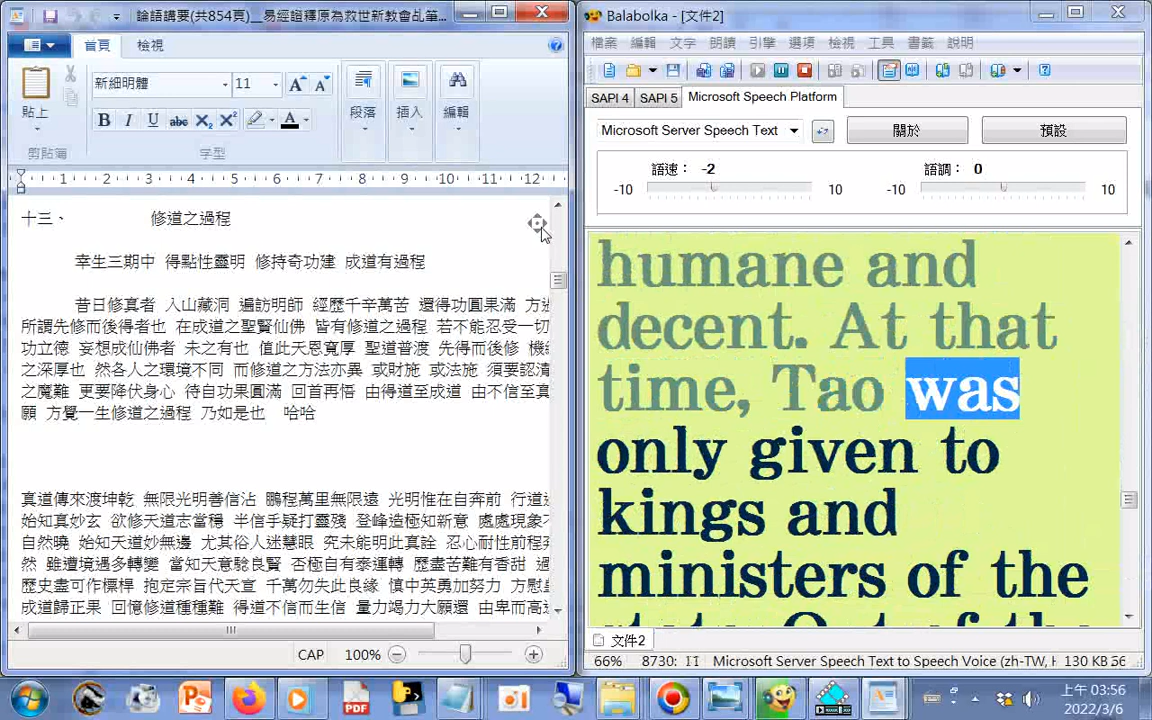 論語講要(共854頁)__易經證釋原為救世新教會乩筆...
首頁 檢視
貼上
剪貼簿
新細明體 11
B I U abc X2 X2 A
字型
段落
插入
編輯
1 2 3 4 5 6 7 8 9 10 11 12
十三、 修道之過程
幸生三期中 得點性靈明 修持奇功建 成道有過程
昔日修真者 入山藏洞 遍訪明師 經歷千辛萬苦 還得功圓果滿 方
所謂先修而後得者也 在成道之聖賢仙佛 皆有修道之過程 若不能忍受一切
功立德 妄想成仙佛者 未之有也 值此天恩寬厚 聖道普渡 先得而後修 機
之深厚也 然各人之環境不同 而修道之方法亦異 或財施 或法施 須要認清
之魔難 更要降伏身心 待自功果圓滿 回首再悟 由得道至成道 由不信至真
願 方覺一生修道之過程 乃如是也 哈哈
真道傳來渡坤乾 無限光明善信沾 鵬程萬里無限遠 光明惟在自奔前 行道
始知真妙玄 欲修天道志當穩 半信半疑打靈殘 登峰造極知新意 處處現象
自然曉 始知天道妙無邊 尤其俗人迷慧眼 究未能明此真詮 忍心耐性前程
然 雖遭境遇多轉變 當知天意騐良賢 否極自有泰運轉 歷盡苦難有香甜
歷史盡可作標桿 抱定宗旨代天宣 千萬勿失此良緣 慎中英勇加努力 方慰
成道歸正果 回憶修道種種難 得道不信而生信 量力竭力大願還 由卑而高
CAP 100%
Balabolka - [文件2]
檔案 編輯 文字 朗讀 引擎 選項 檢視 工具 書籤 說明
SAPI 4 SAPI 5 Microsoft Speech Platform
Microsoft Server Speech Text 關於 預設
語速： -2 語調： 0
-10 10 -10 10
humane and
decent. At that
time, Tao was
only given to
kings and
ministers of the
state. Out of the
文件2
66% 8730: Microsoft Server Speech Text to Speech Voice (zh-TW, 130 KB
PDF
上午 03:56
2022/3/6